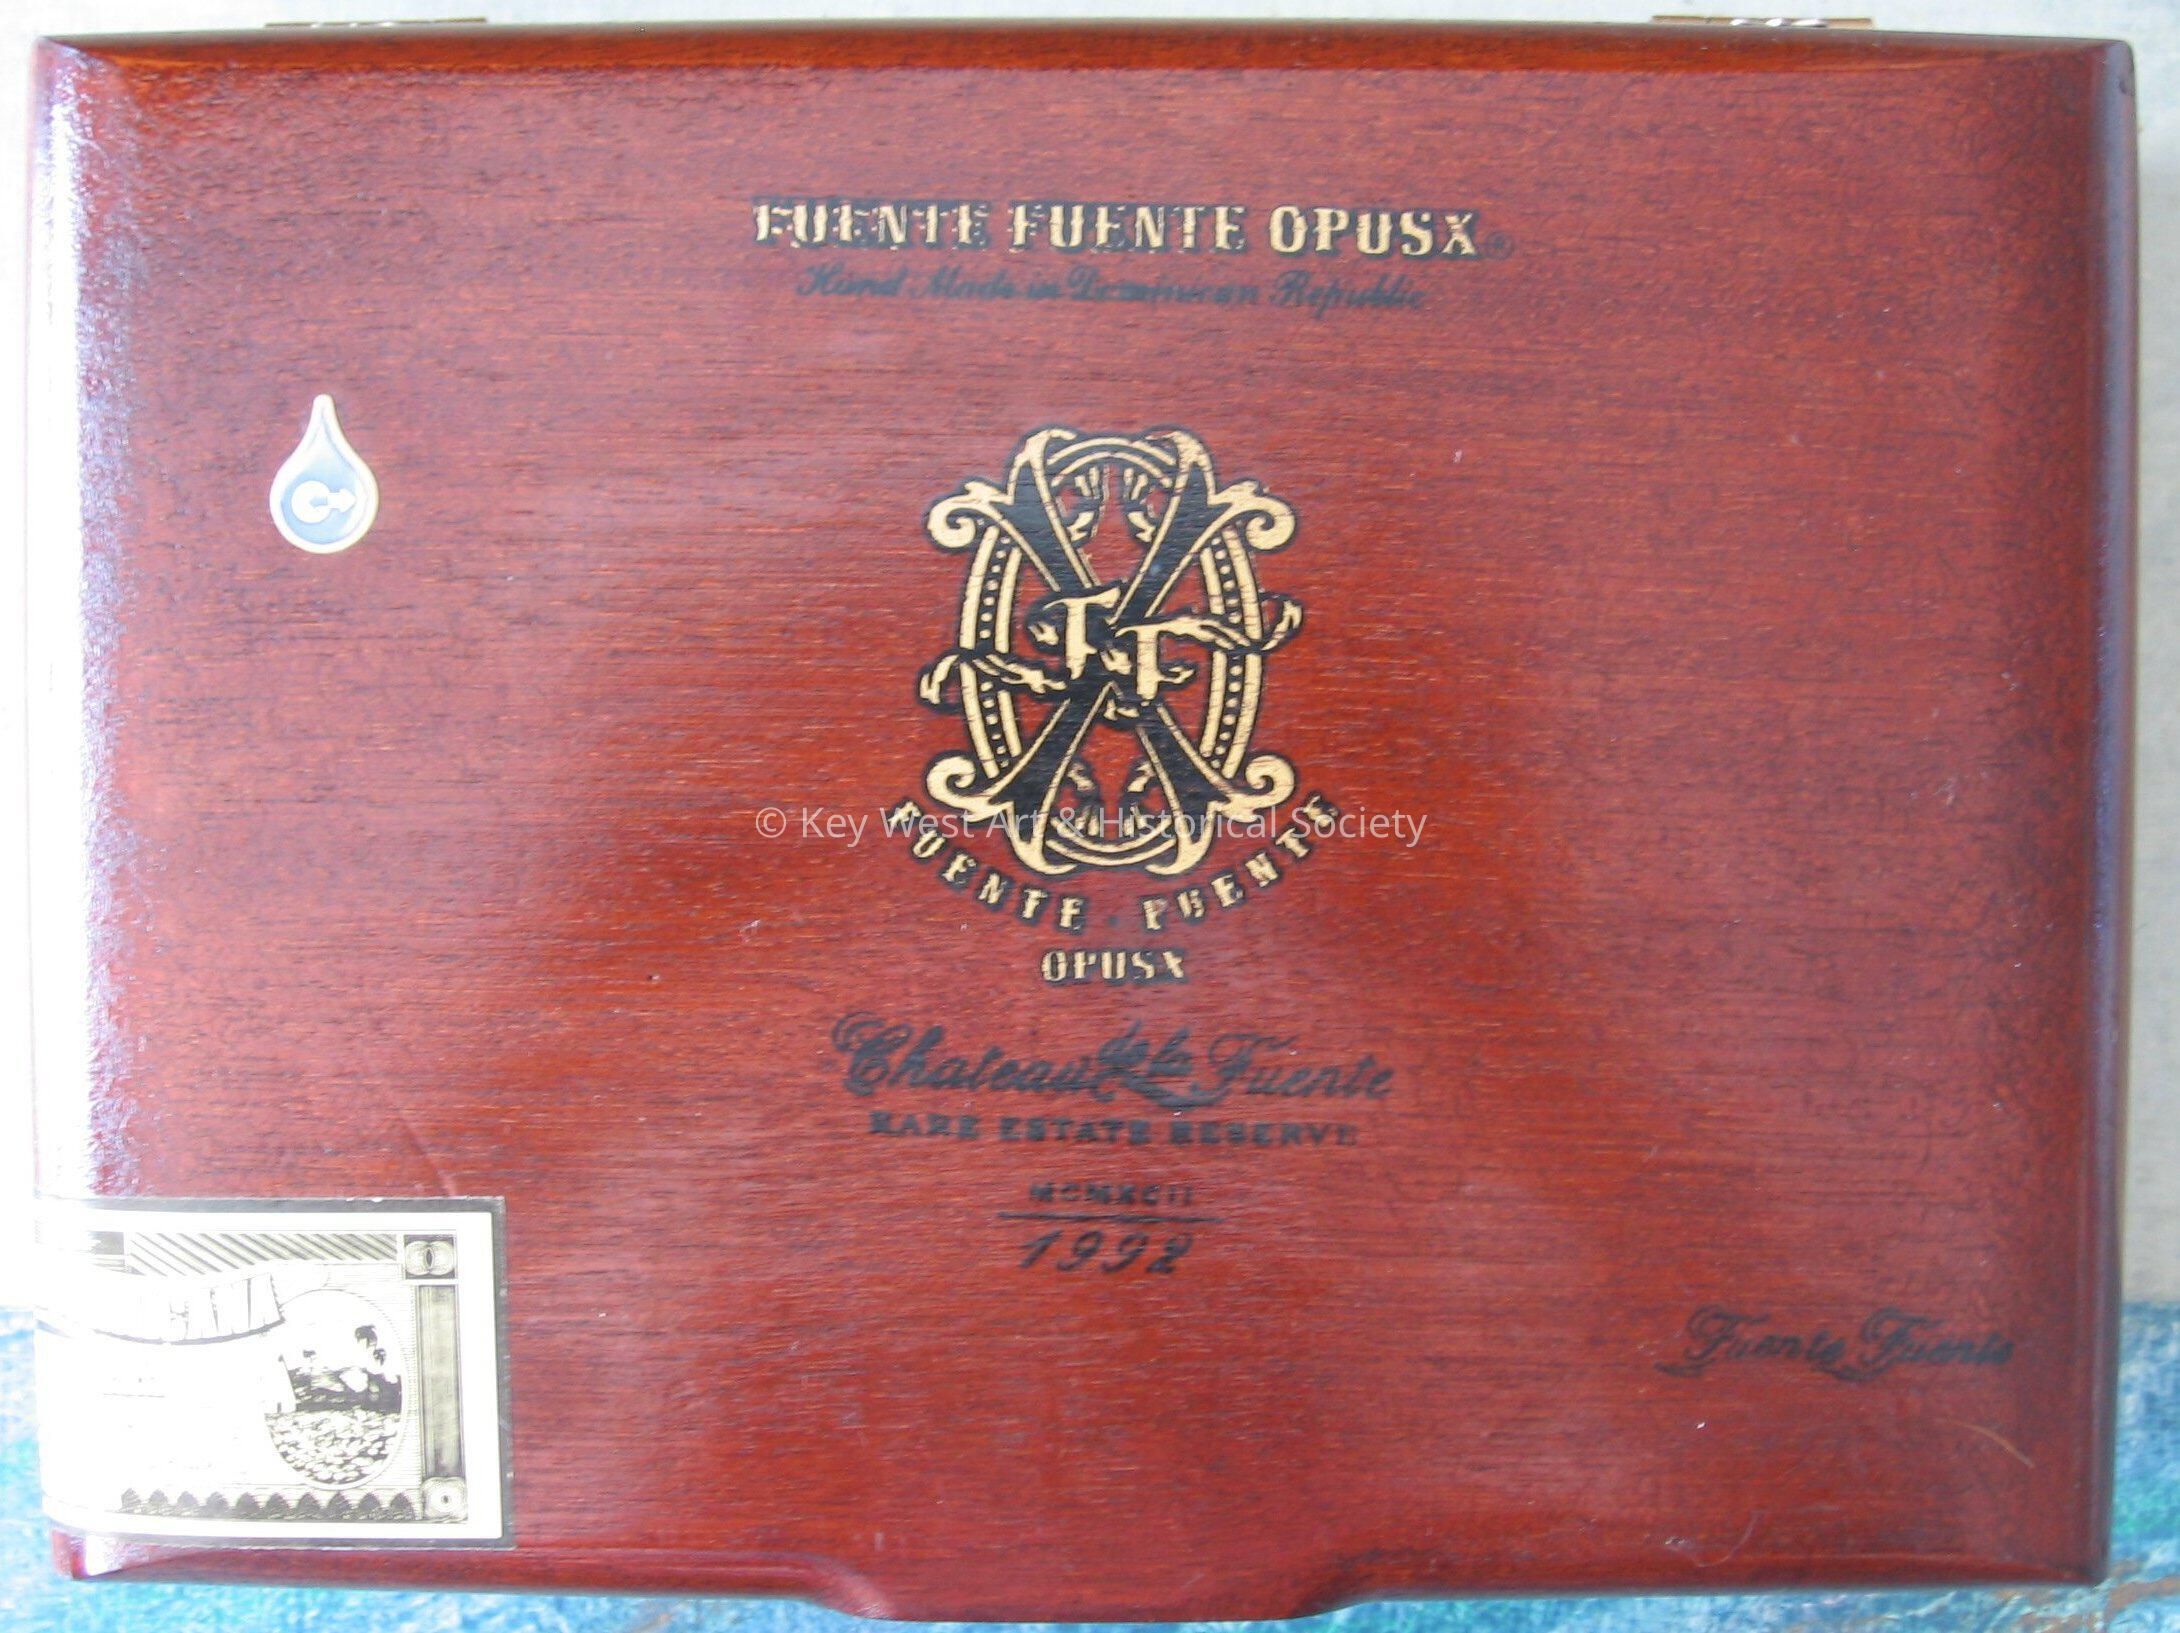 FUENTE FUENTE OPUSX®
Hand Made in Dominican Republic
FF
© Key West Art & Historical Society
FUENTE · FUENTE
OPUSX
Chateau de la Fuente
RARE ESTATE RESERVE
MCMXCII
1992
Fuente Fuente